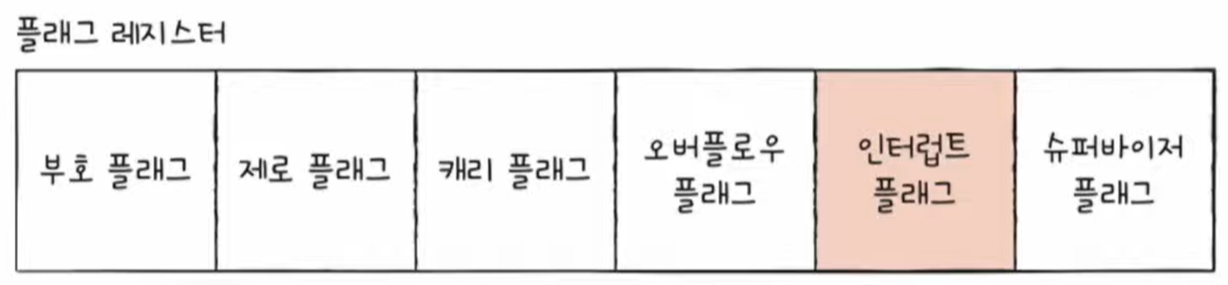 플래그 레지스터
부호 플래그
제로 플래그
캐리 플래그
오버플로우
플래그
인터럽트
플래그
슈퍼바이저
플래그